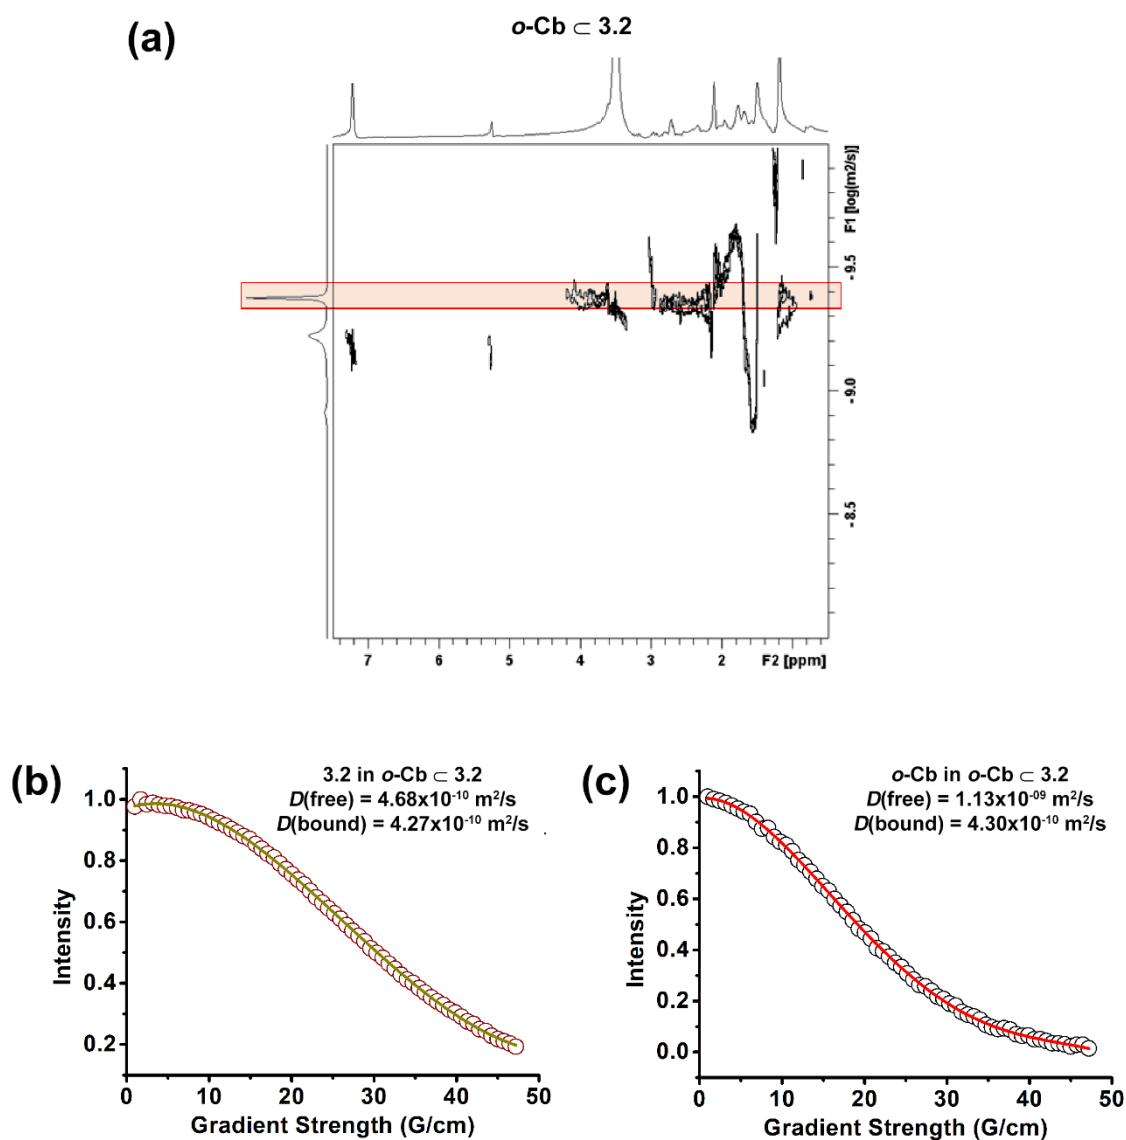 (a)
o-Cb ⊂ 3.2
F1 [log(m2/s)]
- 9.5
- 9.0
- 8.5
7 6 5 4 3 2 F2 [ppm]
(b)
3.2 in o-Cb ⊂ 3.2
D(free) = 4.68x10⁻¹⁰ m²/s
D(bound) = 4.27x10⁻¹⁰ m²/s
Intensity
1.0
0.8
0.6
0.4
0.2
0 10 20 30 40 50
Gradient Strength (G/cm)
(c)
o-Cb in o-Cb ⊂ 3.2
D(free) = 1.13x10⁻⁰⁹ m²/s
D(bound) = 4.30x10⁻¹⁰ m²/s
Intensity
1.0
0.8
0.6
0.4
0.2
0.0
0 10 20 30 40 50
Gradient Strength (G/cm)